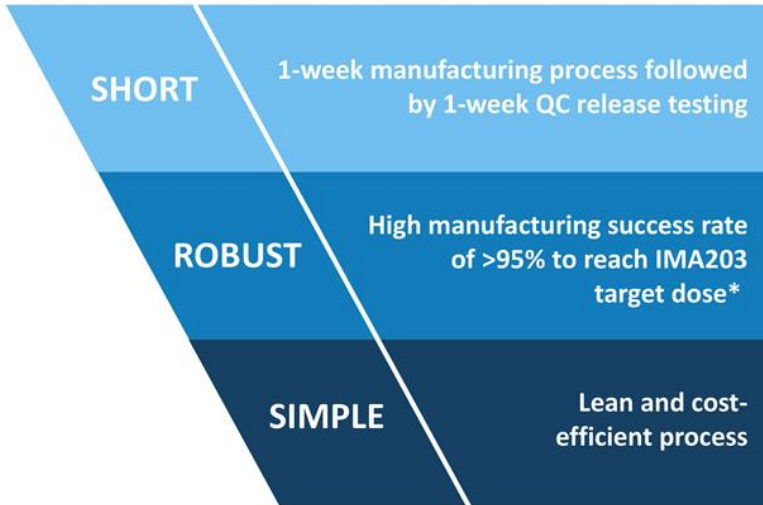 SHORT
1-week manufacturing process followed
by 1-week QC release testing
ROBUST
High manufacturing success rate
of >95% to reach IMA203
target dose*
SIMPLE
Lean and cost-
efficient process